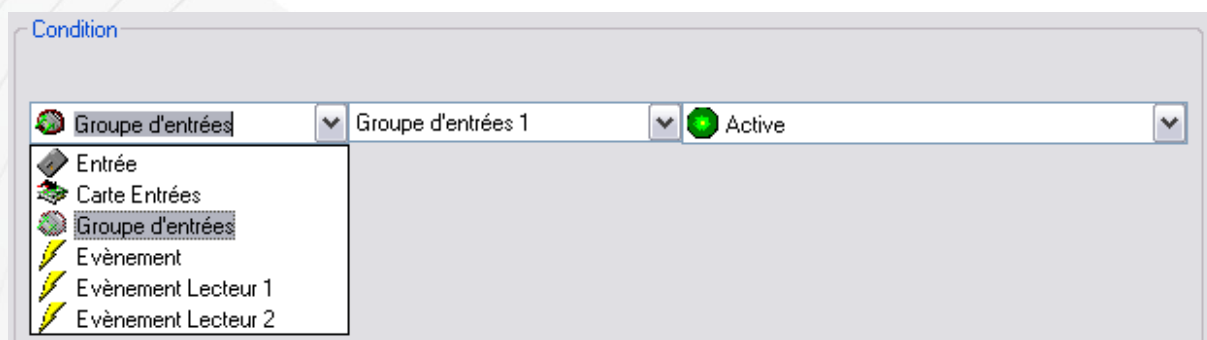 Condition
Groupe d'entrées Groupe d'entrées 1 Active
Entrée
Carte Entrées
Groupe d'entrées
Evènement
Evènement Lecteur 1
Evènement Lecteur 2